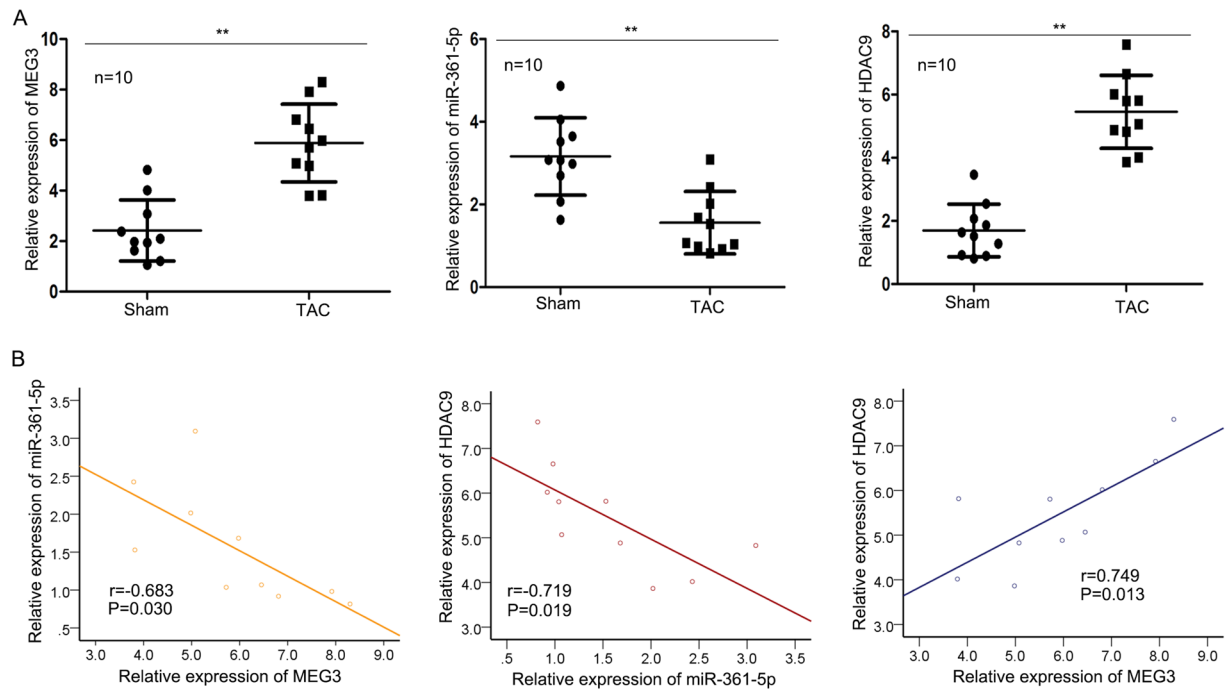 A
Relative expression of MEG3
10
8
6
4
2
0
**
n=10
Sham
TAC
Relative expression of miR-361-5p
6
4
2
0
**
n=10
Sham
TAC
Relative expression of HDAC9
8
6
4
2
0
**
n=10
Sham
TAC
B
Relative expression of miR-361-5p
3.5
3.0
2.5
2.0
1.5
1.0
.5
r=-0.683
P=0.030
3.0 4.0 5.0 6.0 7.0 8.0 9.0
Relative expression of MEG3
Relative expression of HDAC9
8.0
7.0
6.0
5.0
4.0
3.0
r=-0.719
P=0.019
.5 1.0 1.5 2.0 2.5 3.0 3.5
Relative expression of miR-361-5p
Relative expression of HDAC9
8.0
7.0
6.0
5.0
4.0
3.0
r=0.749
P=0.013
3.0 4.0 5.0 6.0 7.0 8.0 9.0
Relative expression of MEG3